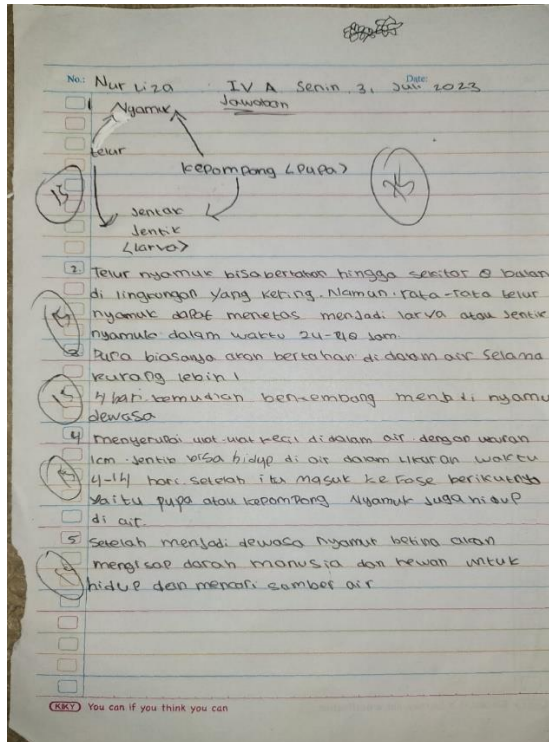 No.: Nur Liza IV A Senin, 3, Juli 2023 Date:
Jawaban
1 Nyamuk
telur
kepompong <Pupa>
15
Jentak
Jentik
<Larva>
2. Telur nyamuk bisa bertahan hingga sekitar 8 bulan
di lingkungan yang kering. Namun. rata-rata telur
nyamuk dapat menetas menjadi larva atau Jentik
nyamuk dalam waktu 24-48 Jam.
3 Pupa biasanya akan bertahan di dalam air selama
kurang lebih 1
15
4 hari. kemudian berkembang menjadi nyamu
dewasa
4 menyerupai ulat-ulat kecil di dalam air. dengan ukuran
1cm. Jentik bisa hidup di air dalam Ukuran waktu
4-14 hari. setelah itu masuk ke Fase berikutnya
Yaitu pupa atau kepompong Nyamuk Juga hidup
di air.
5 Setelah menjadi dewasa nyamuk betina akan
mengisap darah manusia dan hewan untuk
hidup dan mencari sumber air
KIKY You can if you think you can